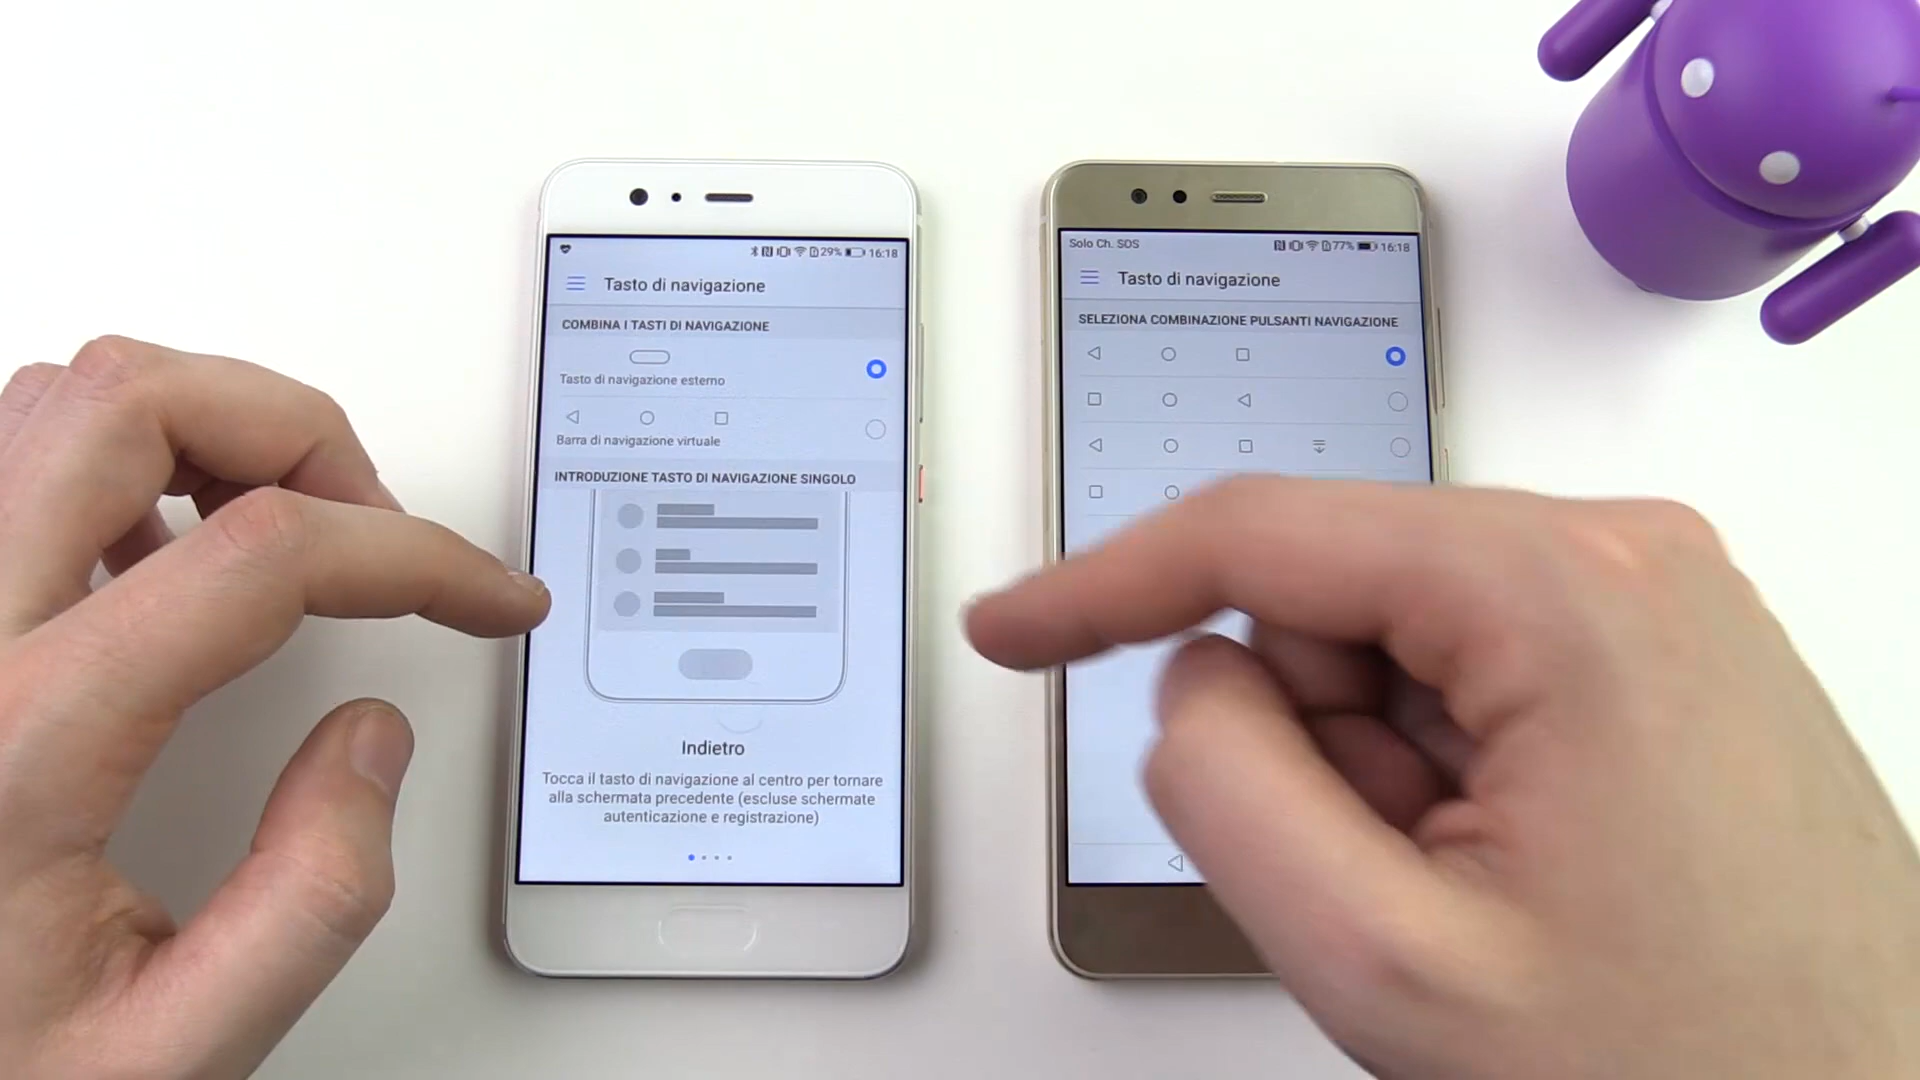 29% 16:18
Tasto di navigazione
COMBINA I TASTI DI NAVIGAZIONE
Tasto di navigazione esterno
Barra di navigazione virtuale
INTRODUZIONE TASTO DI NAVIGAZIONE SINGOLO
Indietro
Tocca il tasto di navigazione al centro per tornare
alla schermata precedente (escluse schermate
autenticazione e registrazione)
Solo Ch. SOS 77% 16:18
Tasto di navigazione
SELEZIONA COMBINAZIONE PULSANTI NAVIGAZIONE